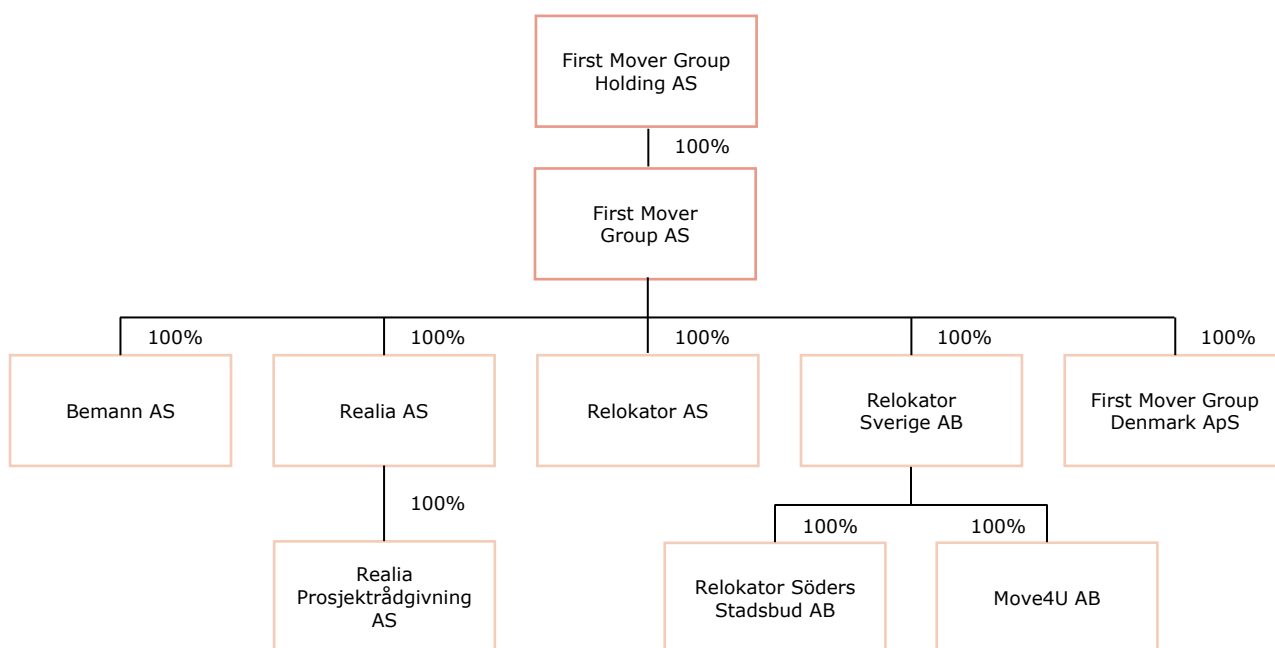 First Mover Group
Holding AS
100%
First Mover
Group AS
100%
100%
100%
100%
100%
Bemann AS
Realia AS
Relokator AS
Relokator
Sverige AB
First Mover Group
Denmark ApS
100%
100%
100%
Realia
Prosjektrådgivning
AS
Relokator Söders
Stadsbud AB
Move4U AB